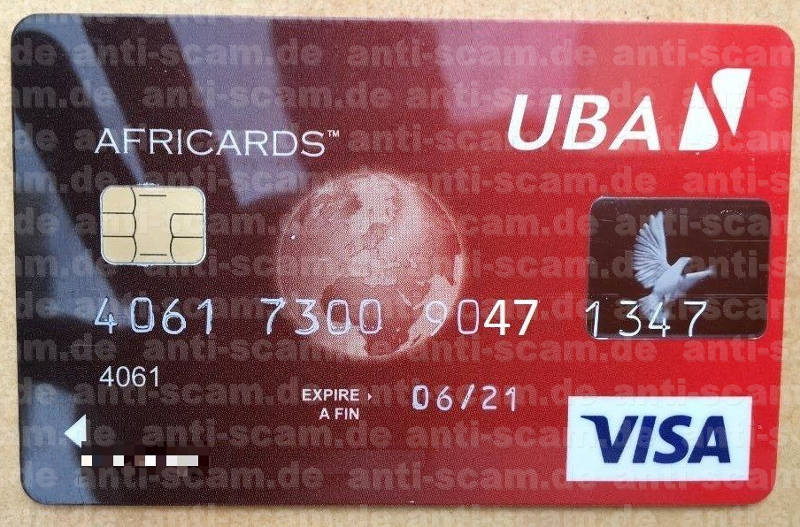 anti-scam.de
UBA
AFRICARDS™
4061 7300 9047 1347
4061
EXPIRE
A FIN
06/21
VISA